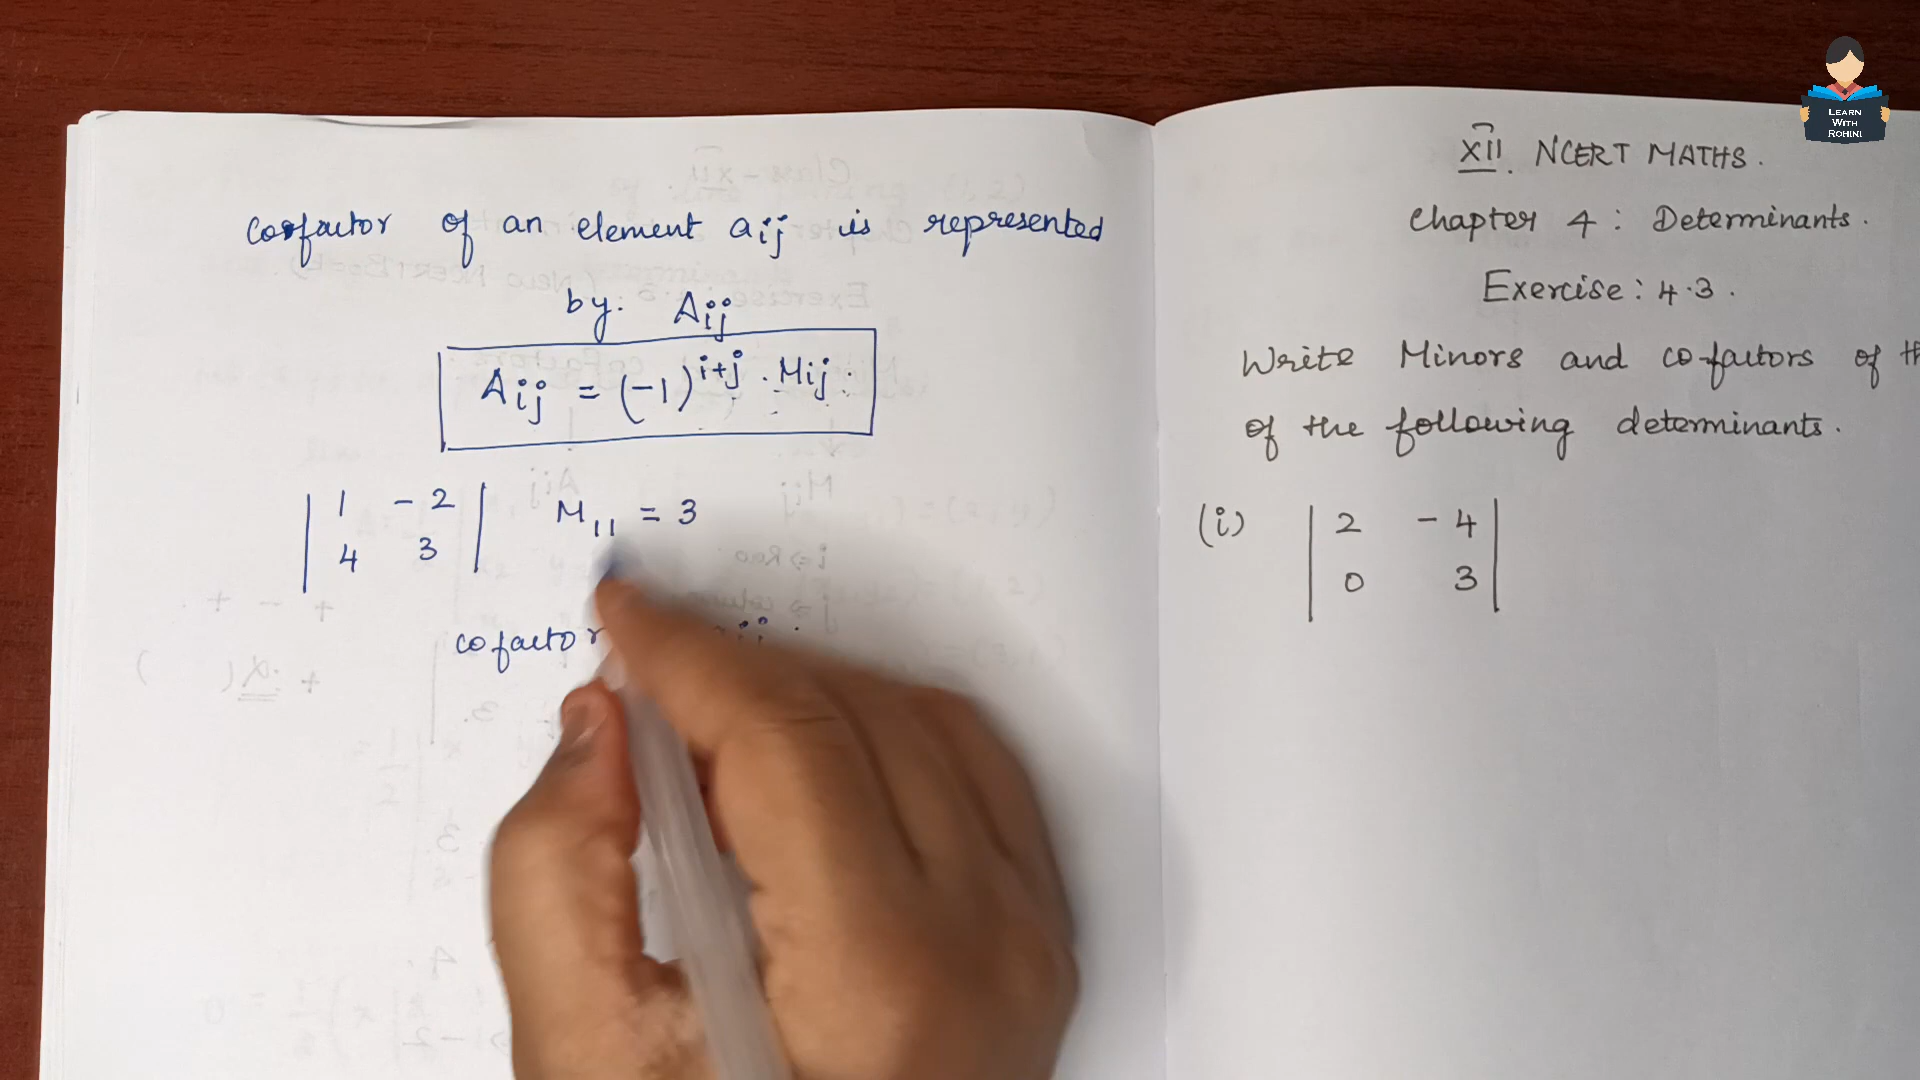 cofactor of an element aij is represented
by. Aij
Aij = (-1)^i+j . Mij.
| 1 -2 | M11 = 3
| 4 3 |
cofactor
XII. NCERT MATHS.
Chapter 4 : Determinants.
Exercise: 4.3.
Write Minors and co-factors of
of the following determinants.
(i) | 2 -4 |
| 0 3 |
LEARN
WITH
ROHINI